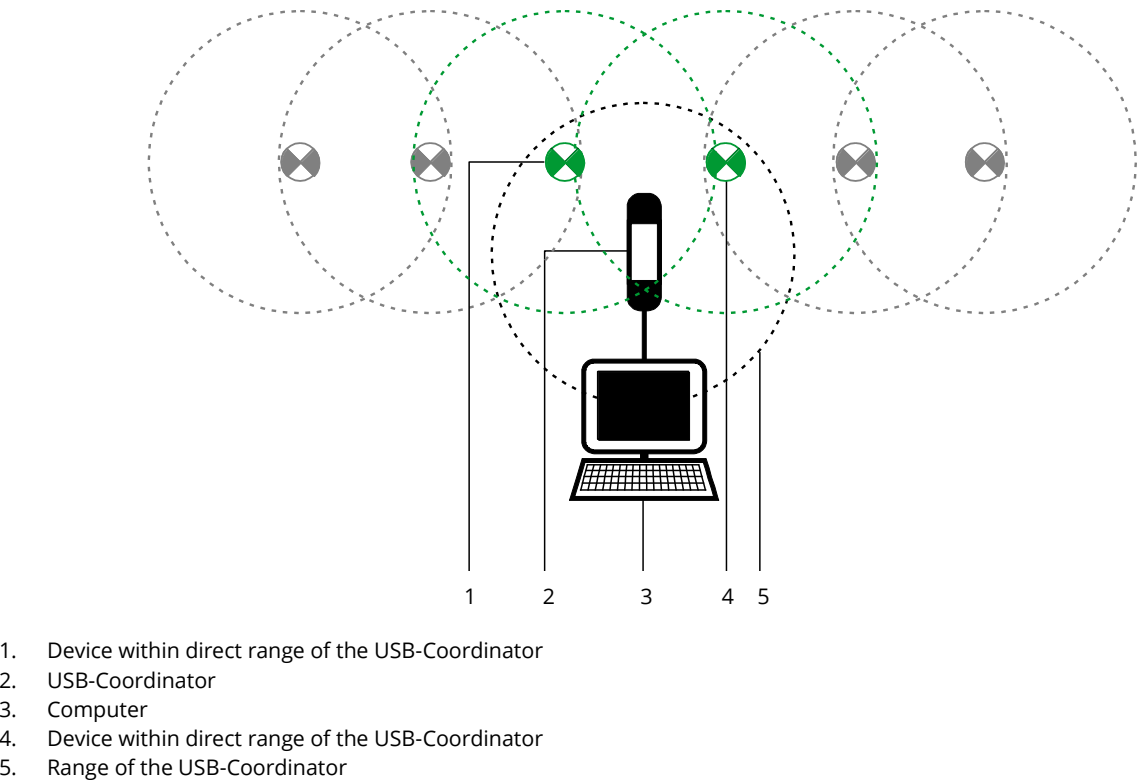 1 2 3 4 5
1. Device within direct range of the USB-Coordinator
2. USB-Coordinator
3. Computer
4. Device within direct range of the USB-Coordinator
5. Range of the USB-Coordinator